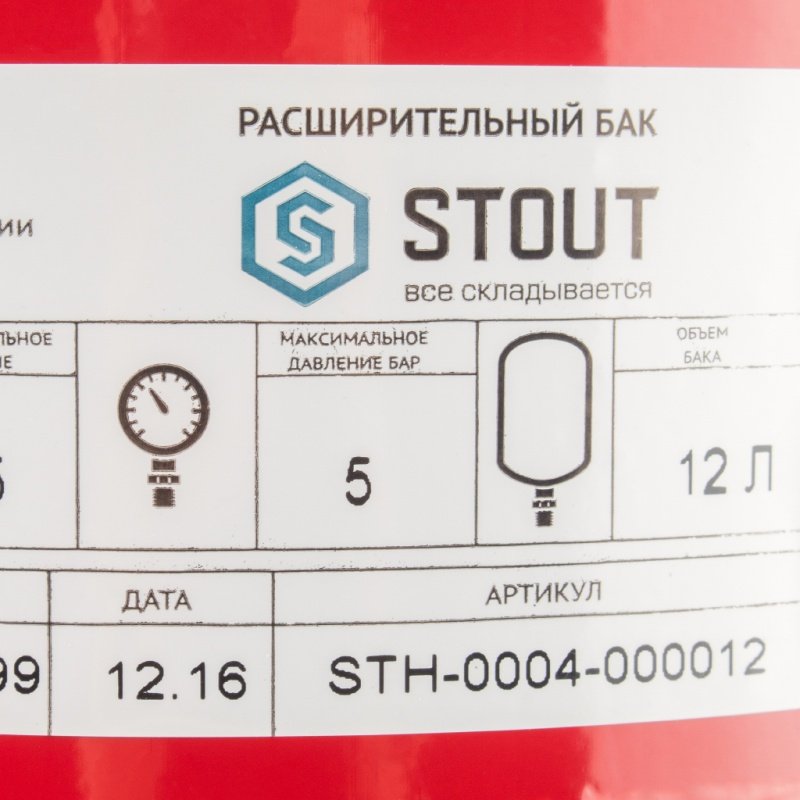 РАСШИРИТЕЛЬНЫЙ БАК
STOUT
все складывается
МАКСИМАЛЬНОЕ
ДАВЛЕНИЕ БАР
ОБЪЕМ
БАКА
5
12 Л
ДАТА
АРТИКУЛ
99
12.16
STH-0004-000012